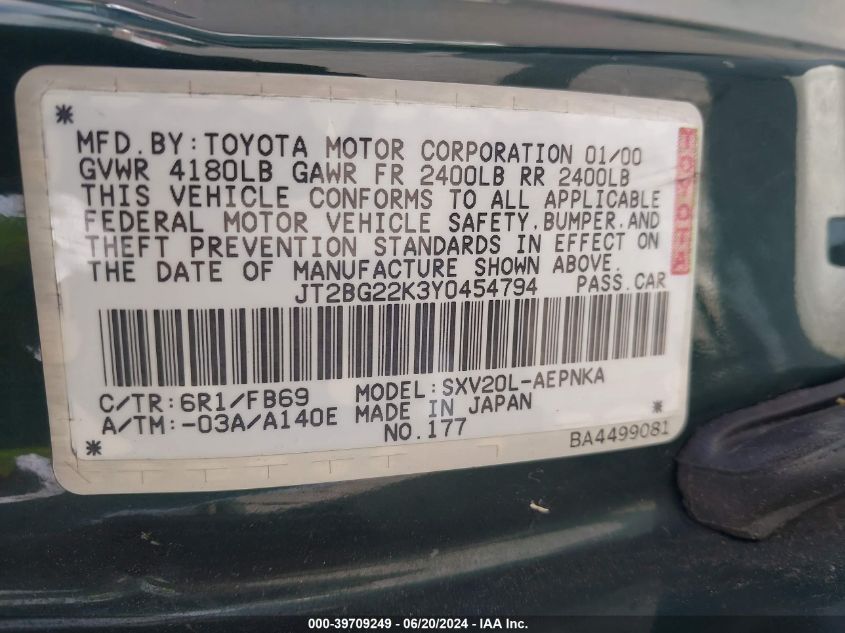 MFD.BY:TOYOTA MOTOR CORPORATION 01/00
GVWR 4180LB GAWR FR 2400LB RR 2400LB
THIS VEHICLE CONFORMS TO ALL APPLICABLE
FEDERAL MOTOR VEHICLE SAFETY,BUMPER,AND
THEFT PREVENTION STANDARDS IN EFFECT ON
THE DATE OF MANUFACTURE SHOWN ABOVE.
JT2BG22K3Y0454794 PASS.CAR
TOYOTA
C/TR:6R1/FB69 MODEL:SXV20L-AEPNKA
A/TM:-03A/A140E MADE IN JAPAN
NO.177
BA4499081
000-39709249 - 06/20/2024 - IAA Inc.